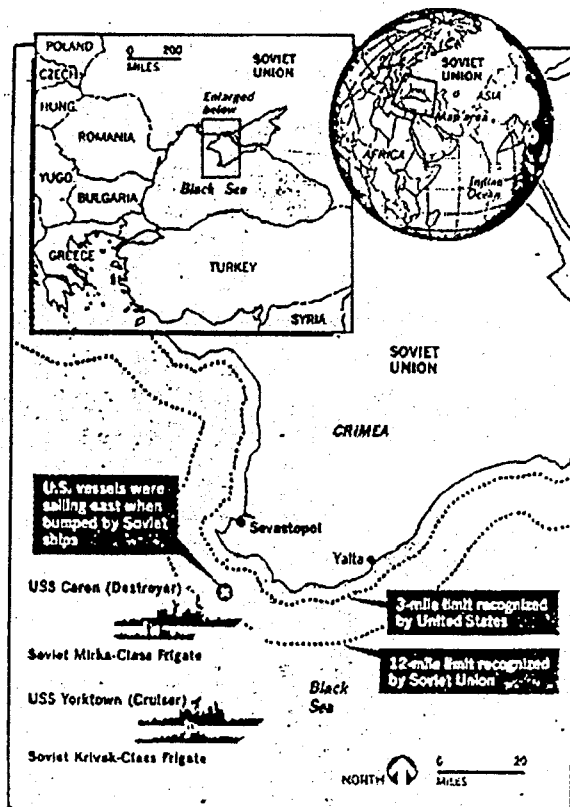 POLAND
CZECH.
HUNG.
ROMANIA
YUGO.
BULGARIA
GREECE
TURKEY
SYRIA
0 200
MILES
SOVIET
UNION
Enlarged
below
Black Sea
SOVIET
UNION
ASIA
Map area
AFRICA
Indian
Ocean
SOVIET
UNION
CRIMEA
U.S. vessels were
sailing east when
bumped by Soviet
ships
Sevastopol
Yalta
USS Caron (Destroyer)
Soviet Mirka-Class Frigate
3-mile limit recognized
by United States
12-mile limit recognized
by Soviet Union
USS Yorktown (Cruiser)
Soviet Krivak-Class Frigate
Black
Sea
NORTH
0 20
MILES